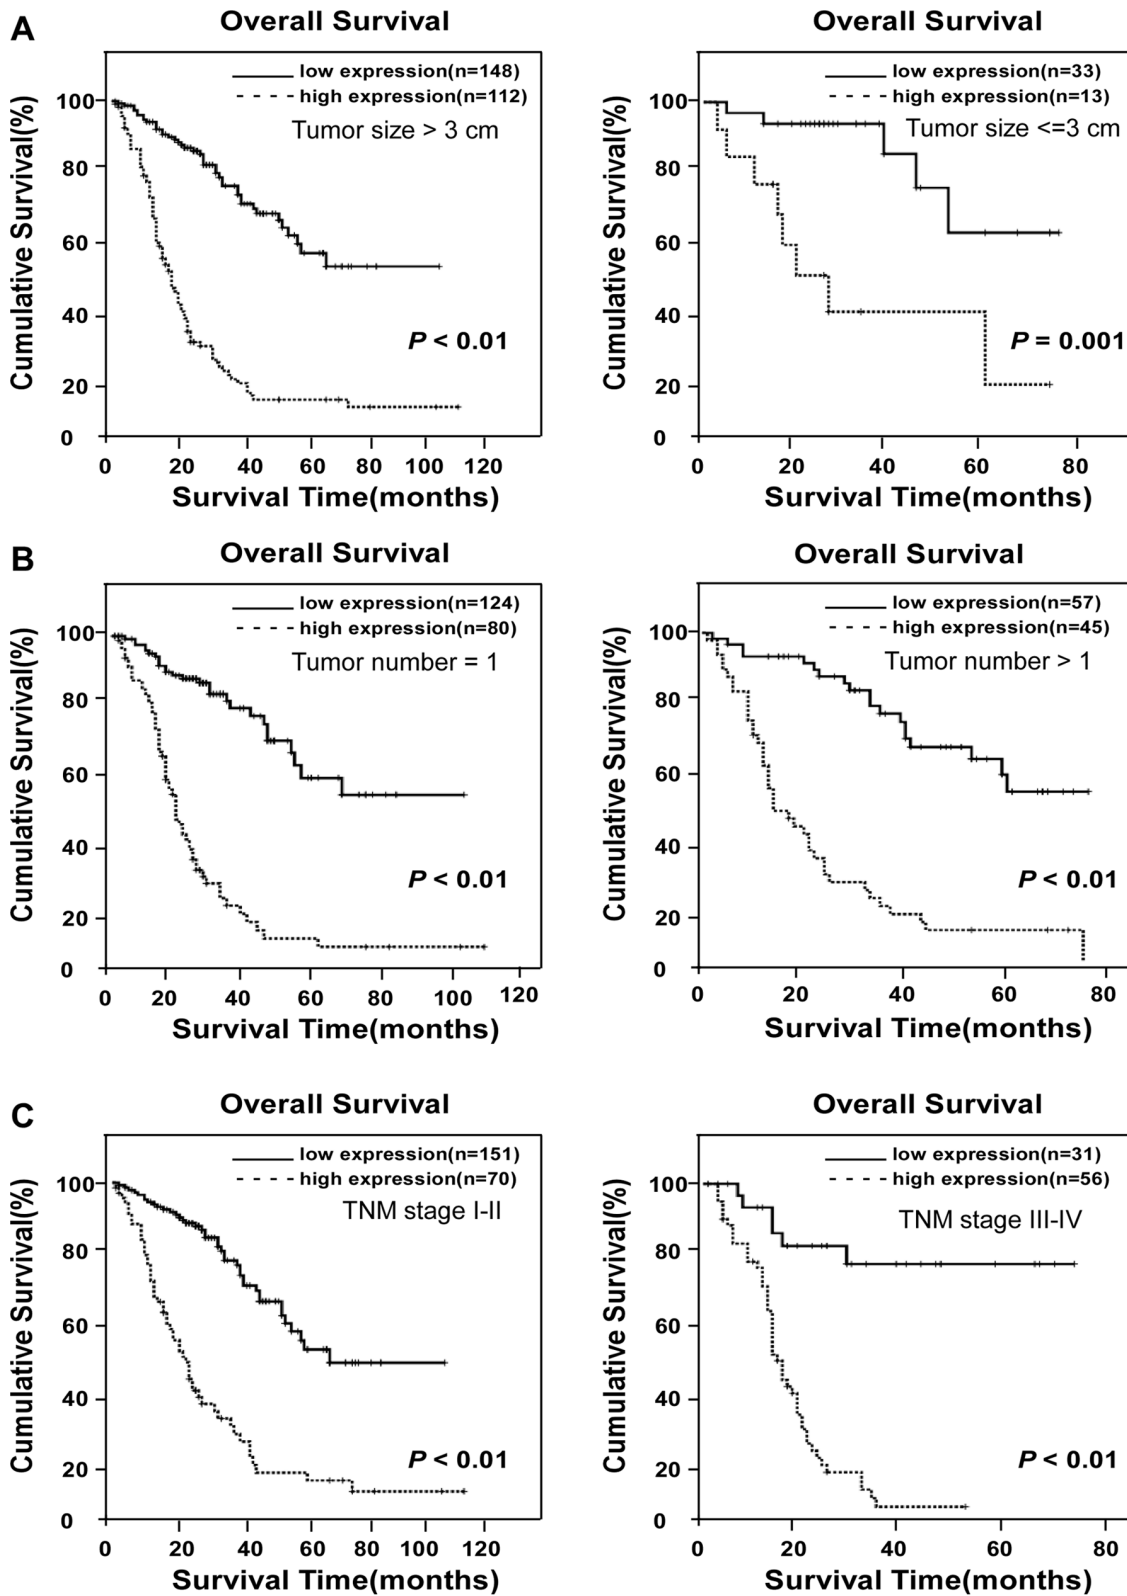 A
Overall Survival
low expression(n=148)
high expression(n=112)
Tumor size > 3 cm
Cumulative Survival(%)
100
80
60
40
20
0
P < 0.01
0 20 40 60 80 100 120
Survival Time(months)
Overall Survival
low expression(n=33)
high expression(n=13)
Tumor size <=3 cm
Cumulative Survival(%)
100
80
60
40
20
0
P = 0.001
0 20 40 60 80
Survival Time(months)
B
Overall Survival
low expression(n=124)
high expression(n=80)
Tumor number = 1
Cumulative Survival(%)
100
80
60
40
20
0
P < 0.01
0 20 40 60 80 100 120
Survival Time(months)
Overall Survival
low expression(n=57)
high expression(n=45)
Tumor number > 1
Cumulative Survival(%)
100
80
60
40
20
0
P < 0.01
0 20 40 60 80
Survival Time(months)
C
Overall Survival
low expression(n=151)
high expression(n=70)
TNM stage I-II
Cumulative Survival(%)
100
80
60
40
20
0
P < 0.01
0 20 40 60 80 100 120
Survival Time(months)
Overall Survival
low expression(n=31)
high expression(n=56)
TNM stage III-IV
Cumulative Survival(%)
100
80
60
40
20
0
P < 0.01
0 20 40 60 80
Survival Time(months)